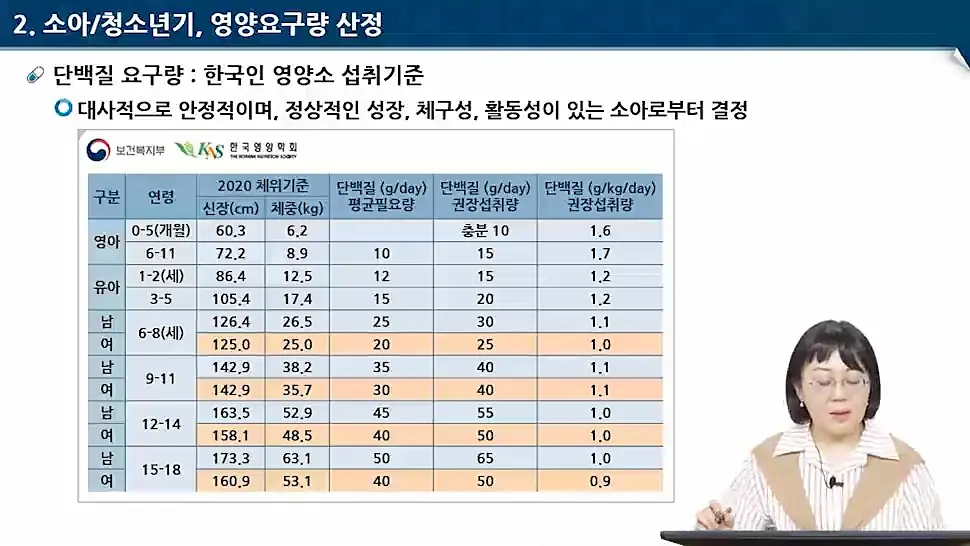 2. 소아/청소년기, 영양요구량 산정
단백질 요구량 : 한국인 영양소 섭취기준
대사적으로 안정적이며, 정상적인 성장, 체구성, 활동성이 있는 소아로부터 결정
보건복지부 KNS 한국영양학회
THE KOREAN NUTRITION SOCIETY
구분 연령 2020 체위기준 단백질 (g/day) 단백질 (g/day) 단백질 (g/kg/day)
신장(cm) 체중(kg) 평균필요량 권장섭취량 권장섭취량
영아 0-5(개월) 60.3 6.2 충분 10 1.6
6-11 72.2 8.9 10 15 1.7
유아 1-2(세) 86.4 12.5 12 15 1.2
3-5 105.4 17.4 15 20 1.2
남 6-8(세) 126.4 26.5 25 30 1.1
여 125.0 25.0 20 25 1.0
남 9-11 142.9 38.2 35 40 1.1
여 142.9 35.7 30 40 1.1
남 12-14 163.5 52.9 45 55 1.0
여 158.1 48.5 40 50 1.0
남 15-18 173.3 63.1 50 65 1.0
여 160.9 53.1 40 50 0.9